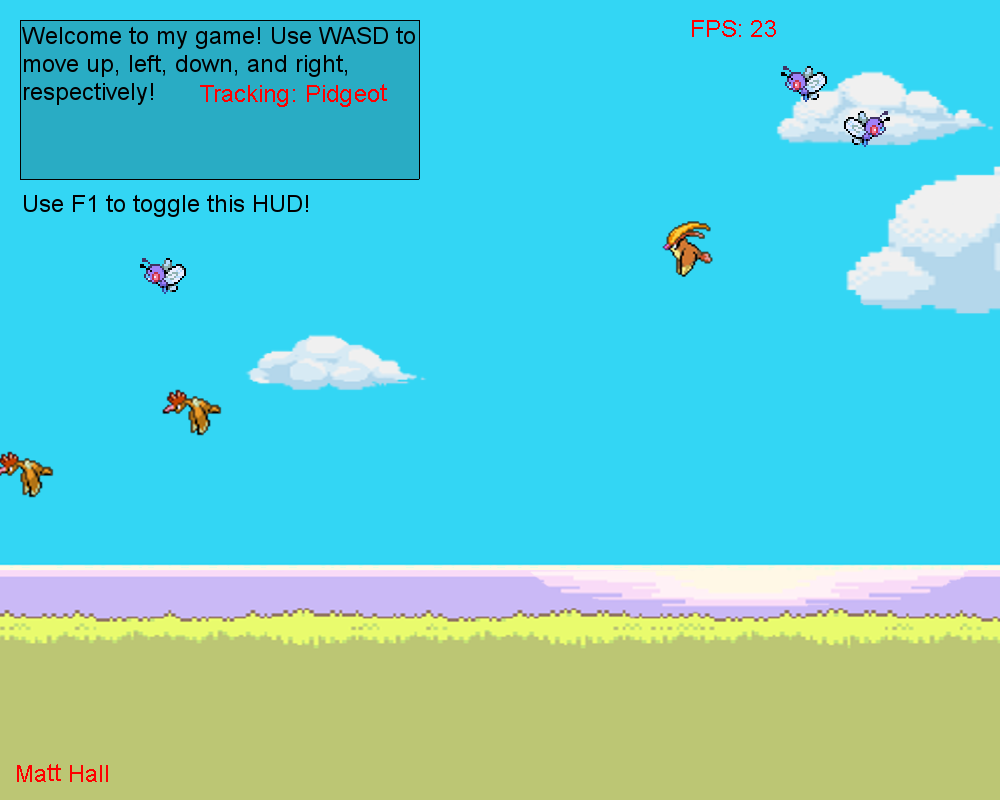 Welcome to my game! Use WASD to
move up, left, down, and right,
respectively!
Tracking: Pidgeot
Use F1 to toggle this HUD!
FPS: 23
Matt Hall